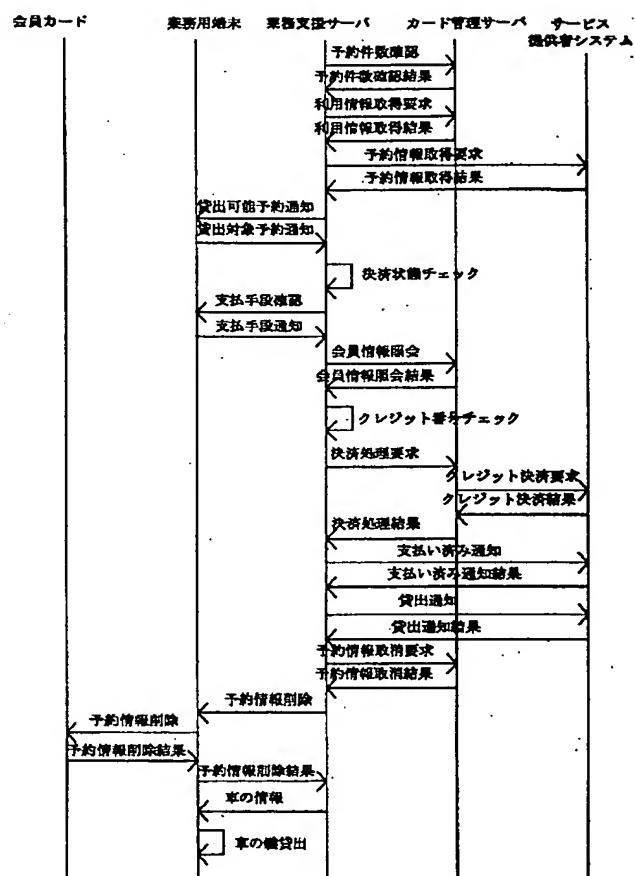 会員カード
業務用端末
業務支援サーバ
カード管理サーバ
サービス
提供者システム
予約件数確認
予約件数確認結果
利用情報取得要求
利用情報取得結果
予約情報取得要求
予約情報取得結果
貸出可能予約通知
貸出対象予約通知
決済状態チェック
支払手段確認
支払手段通知
会員情報照会
会員情報照会結果
クレジット番号チェック
決済処理要求
クレジット決済要求
クレジット決済結果
決済処理結果
支払い済み通知
支払い済み通知結果
貸出通知
貸出通知結果
予約情報取消要求
予約情報取消結果
予約情報削除
予約情報削除
予約情報削除結果
予約情報削除結果
車の情報
車の鍵貸出